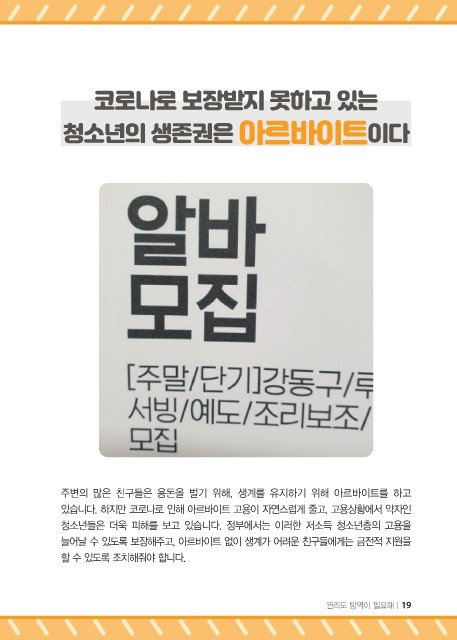 코로나로 보장받지 못하고 있는
청소년의 생존권은 아르바이트이다
알바
모집
[주말/단기]강동구/루
서빙/예도/조리보조/
모집
주변의 많은 친구들은 용돈을 벌기 위해, 생계를 유지하기 위해 아르바이트를 하고
있습니다. 하지만 코로나로 인해 아르바이트 고용이 자연스럽게 줄고, 고용상황에서 약자인
청소년들은 더욱 피해를 보고 있습니다. 정부에서는 이러한 저소득 청소년층의 고용을
늘어날 수 있도록 보장해주고, 아르바이트 없이 생계가 어려운 친구들에게는 금전적 지원을
할 수 있도록 조치해줘야 합니다.
권리도 방역이 필요해 | 19